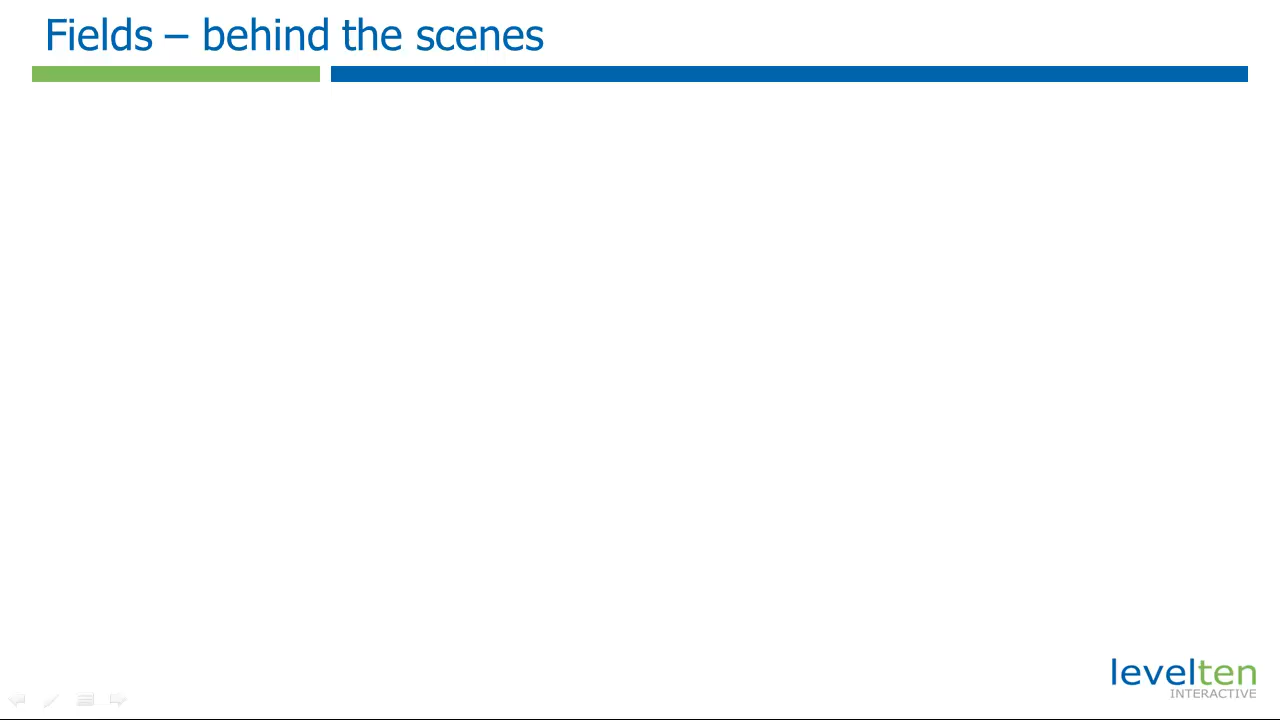 Fields – behind the scenes
levelten
INTERACTIVE